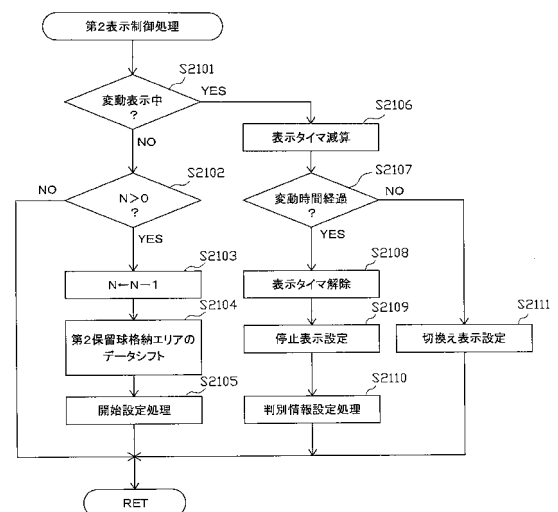 第2表示制御処理
S2101
変動表示中
?
YES
NO
S2106
表示タイマ減算
S2102
N>0
?
NO
YES
S2107
変動時間経過
?
NO
YES
S2103
N←N−1
S2108
表示タイマ解除
S2104
第2保留球格納エリアの
データシフト
S2109
停止表示設定
S2111
切換え表示設定
S2105
開始設定処理
S2110
判別情報設定処理
RET